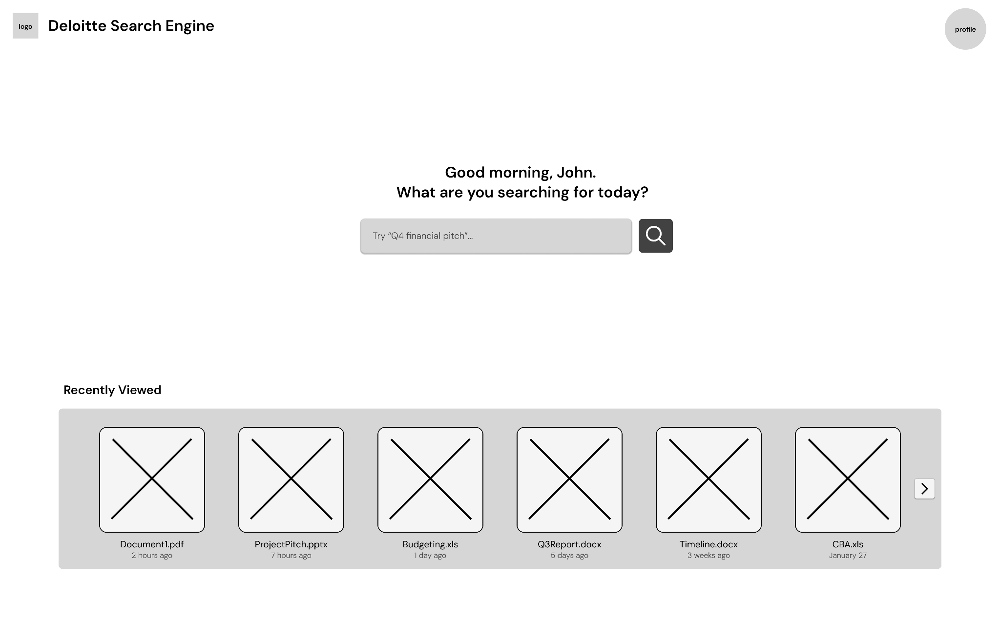 logo
Deloitte Search Engine
profile
Good morning, John.
What are you searching for today?
Try “Q4 financial pitch”...
Recently Viewed
Document1.pdf
2 hours ago
ProjectPitch.pptx
7 hours ago
Budgeting.xls
1 day ago
Q3Report.docx
5 days ago
Timeline.docx
3 weeks ago
CBA.xls
January 27